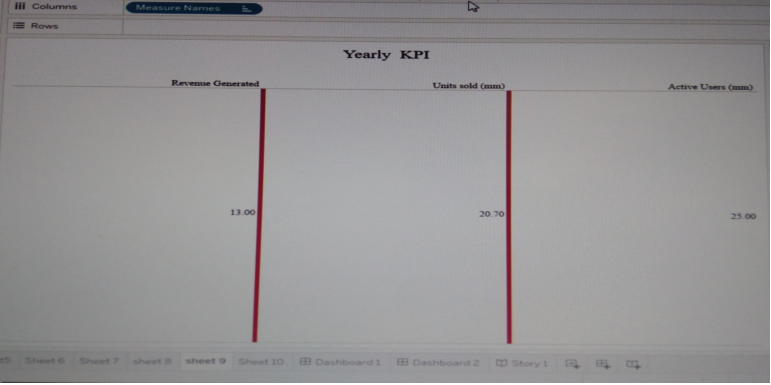 Columns Measure Names
Rows
Yearly KPI
Revenue Generated Units sold (mm) Active Users (mm)
13.00 20.70 25.00
Sheet 6 Sheet 7 sheet 8 sheet 9 Sheet 10 Dashboard 1 Dashboard 2 Story 1